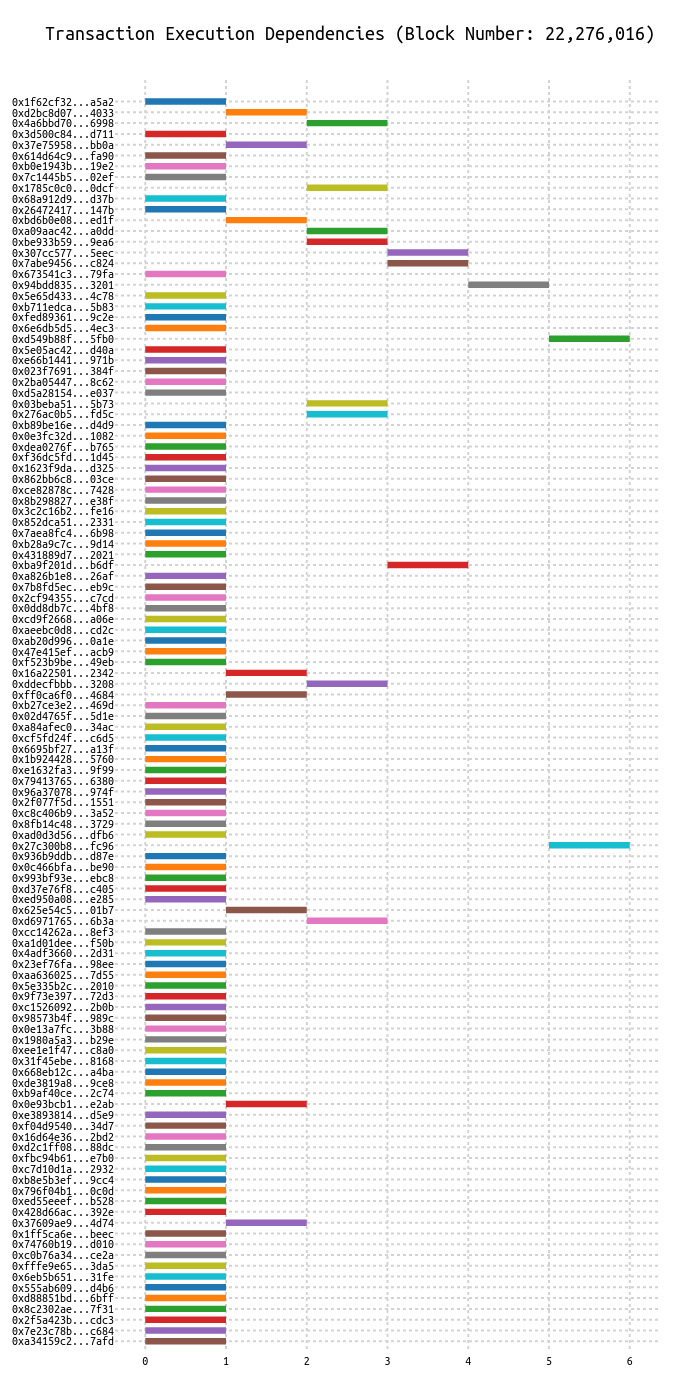 Transaction Execution Dependencies (Block Number: 22,276,016)
0x1f62cf32...a5a2
0xd2bc8d07...4033
0x4a6bbd70...6998
0x3d500c84...d711
0x37e75958...bb0a
0x614d64c9...fa90
0xb0e1943b...19e2
0x7c1445b5...02ef
0x1785c0c0...0dcf
0x68a912d9...d37b
0x26472417...147b
0xbd6b0e08...ed1f
0xa09aac42...a0dd
0xbe933b59...9ea6
0x307cc577...5eec
0x7abe9456...c824
0x673541c3...79fa
0x94bdd835...3201
0x5e65d433...4c78
0xb711edca...5b83
0xfed89361...9c2e
0x6e6db5d5...4ec3
0xd549b88f...5fb0
0x5e05ac42...d40a
0xe66b1441...971b
0x023f7691...384f
0x2ba05447...8c62
0xd5a28154...e037
0x03beba51...5b73
0x276ac0b5...fd5c
0xb89be16e...d4d9
0x0e3fc32d...1082
0xdea0276f...b765
0xf36dc5fd...1d45
0x1623f9da...d325
0x862bb6c8...03ce
0xce82878c...7428
0x8b298827...e38f
0x3c2c16b2...fe16
0x852dca51...2331
0x7aea8fc4...6b98
0xb28a9c7c...9d14
0x431889d7...2021
0xba9f201d...b6df
0xa826b1e8...26af
0x7b8fd5ec...eb9c
0x2cf94355...c7cd
0x0dd8db7c...4bf8
0xcd9f2668...a06e
0xaeebc0d8...cd2c
0xab20d996...0a1e
0x47e415ef...acb9
0xf523b9be...49eb
0x16a22501...2342
0xddecfbbb...3208
0xff0ca6f0...4684
0xb27ce3e2...469d
0x02d4765f...5d1e
0xa84afec0...34ac
0xcf5fd24f...c6d5
0x6695bf27...a13f
0x1b924428...5760
0xe1632fa3...9f99
0x79413765...6380
0x96a37078...974f
0x2f077f5d...1551
0xc8c406b9...3a52
0x8fb14c48...3729
0xad0d3d56...dfb6
0x27c300b8...fc96
0x936b9ddb...d87e
0x0c466bfa...be90
0x993bf93e...ebc8
0xd37e76f8...c405
0xed950a08...e285
0x625e54c5...01b7
0xd6971765...6b3a
0xcc14262a...8ef3
0xa1d01dee...f50b
0x4adf3660...2d31
0x23ef76fa...98ee
0xaa636025...7d55
0x5e335b2c...2010
0x9f73e397...72d3
0xc1526092...2b0b
0x98573b4f...989c
0x0e13a7fc...3b88
0x1980a5a3...b29e
0xee1e1f47...c8a0
0x31f45ebe...8168
0x668eb12c...a4ba
0xde3819a8...9ce8
0xb9af40ce...2c74
0x0e93bcb1...e2ab
0xe3893814...d5e9
0xf04d9540...34d7
0x16d64e36...2bd2
0xd2c1ff08...88dc
0xfbc94b61...e7b0
0xc7d10d1a...2932
0xb8e5b3ef...9cc4
0x796f04b1...0c0d
0xed55eeef...b528
0x428d66ac...392e
0x37609ae9...4d74
0x1ff5ca6e...beec
0x74760b19...d010
0xc0b76a34...ce2a
0xfffe9e65...3da5
0x6eb5b651...31fe
0x555ab609...d4b6
0xd88851bd...6bff
0x8c2302ae...7f31
0x2f5a423b...cdc3
0x7e23c78b...c684
0xa34159c2...7afd
0 1 2 3 4 5 6